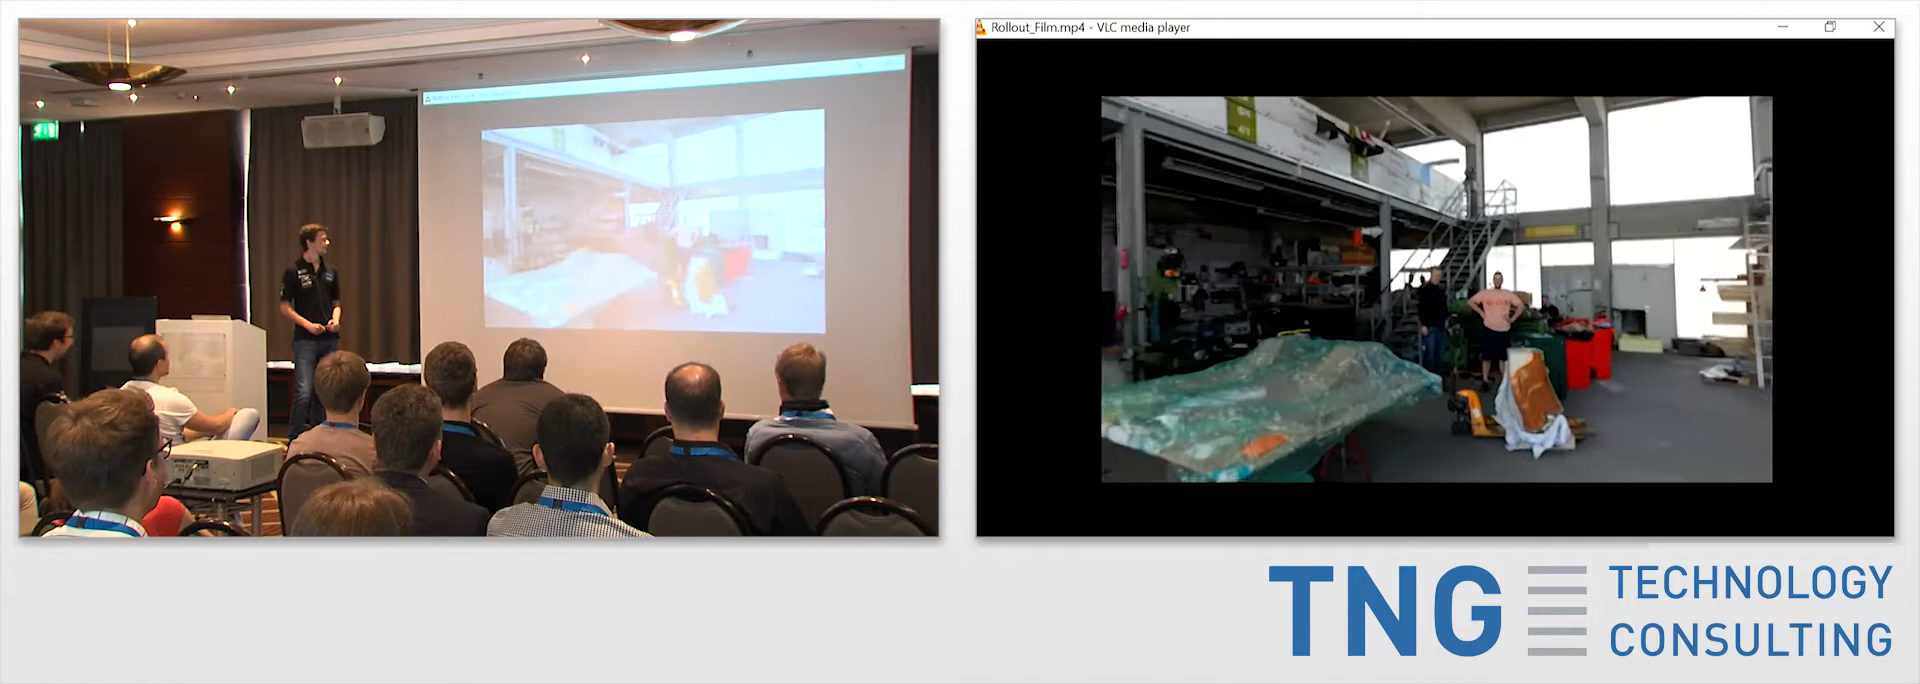 Rollout_Film.mp4 - VLC media player
TNG TECHNOLOGY
CONSULTING